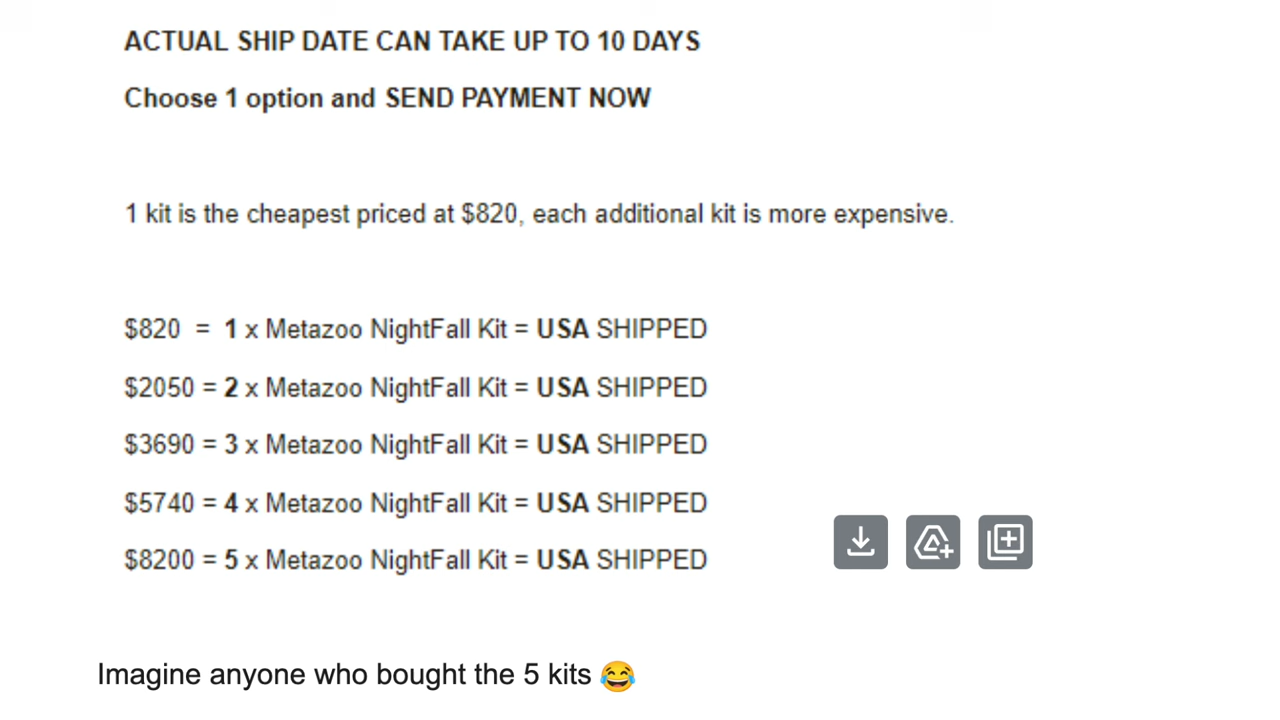 ACTUAL SHIP DATE CAN TAKE UP TO 10 DAYS
Choose 1 option and SEND PAYMENT NOW
1 kit is the cheapest priced at $820, each additional kit is more expensive.
$820 = 1 x Metazoo NightFall Kit = USA SHIPPED
$2050 = 2 x Metazoo NightFall Kit = USA SHIPPED
$3690 = 3 x Metazoo NightFall Kit = USA SHIPPED
$5740 = 4 x Metazoo NightFall Kit = USA SHIPPED
$8200 = 5 x Metazoo NightFall Kit = USA SHIPPED
Imagine anyone who bought the 5 kits 😂